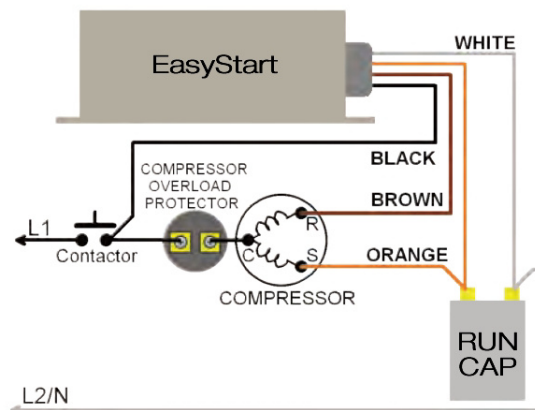 EasyStart
WHITE
BLACK
COMPRESSOR
OVERLOAD
PROTECTOR
BROWN
R
L1
Contactor
C
S
ORANGE
COMPRESSOR
RUN
CAP
L2/N